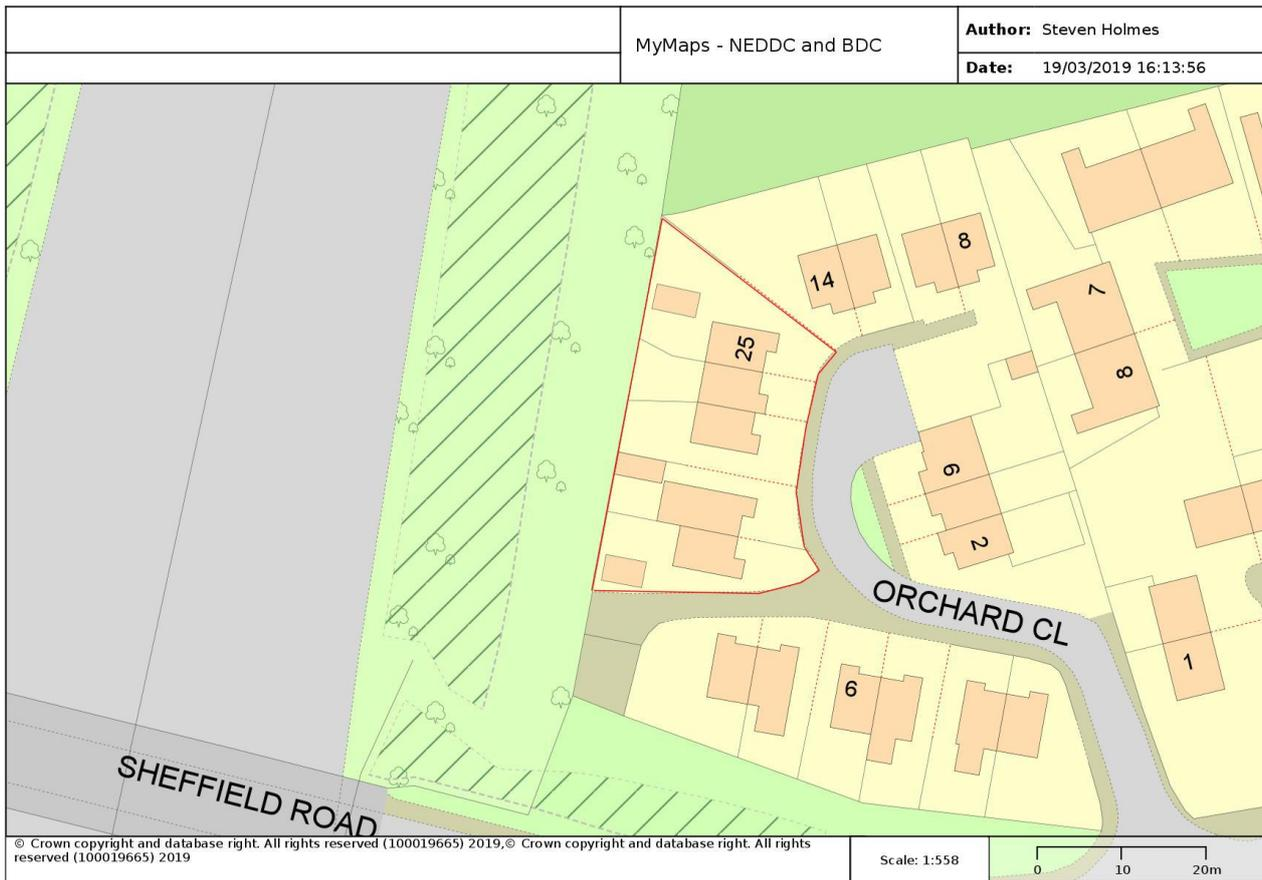 MyMaps - NEDDC and BDC
Author: Steven Holmes
Date: 19/03/2019 16:13:56
8
14
7
25
8
6
2
ORCHARD CL
1
6
SHEFFIELD ROAD
© Crown copyright and database right. All rights reserved (100019665) 2019,© Crown copyright and database right. All rights
reserved (100019665) 2019
Scale: 1:558
0 10 20m